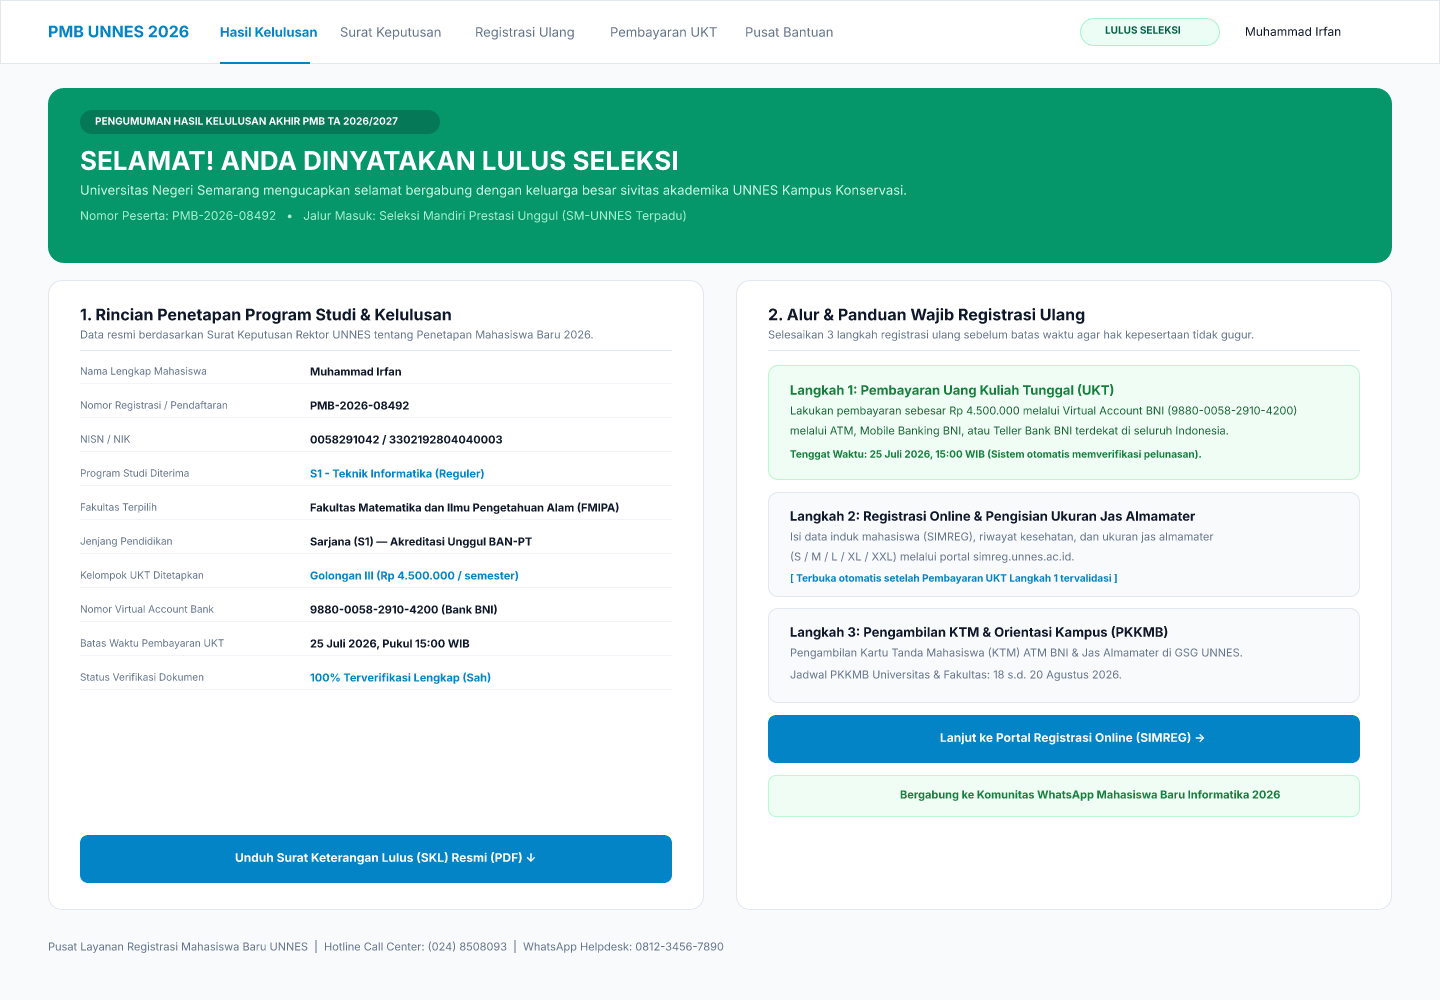 PMB UNNES 2026
Hasil Kelulusan
Surat Keputusan
Registrasi Ulang
Pembayaran UKT
Pusat Bantuan
LULUS SELEKSI
Muhammad Irfan
PENGUMUMAN HASIL KELULUSAN AKHIR PMB TA 2026/2027
SELAMAT! ANDA DINYATAKAN LULUS SELEKSI
Universitas Negeri Semarang mengucapkan selamat bergabung dengan keluarga besar sivitas akademika UNNES Kampus Konservasi.
Nomor Peserta: PMB-2026-08492 • Jalur Masuk: Seleksi Mandiri Prestasi Unggul (SM-UNNES Terpadu)
1. Rincian Penetapan Program Studi & Kelulusan
Data resmi berdasarkan Surat Keputusan Rektor UNNES tentang Penetapan Mahasiswa Baru 2026.
Nama Lengkap Mahasiswa Muhammad Irfan
Nomor Registrasi / Pendaftaran PMB-2026-08492
NISN / NIK 0058291042 / 3302192804040003
Program Studi Diterima S1 - Teknik Informatika (Reguler)
Fakultas Terpilih Fakultas Matematika dan Ilmu Pengetahuan Alam (FMIPA)
Jenjang Pendidikan Sarjana (S1) — Akreditasi Unggul BAN-PT
Kelompok UKT Ditetapkan Golongan III (Rp 4.500.000 / semester)
Nomor Virtual Account Bank 9880-0058-2910-4200 (Bank BNI)
Batas Waktu Pembayaran UKT 25 Juli 2026, Pukul 15:00 WIB
Status Verifikasi Dokumen 100% Terverifikasi Lengkap (Sah)
Unduh Surat Keterangan Lulus (SKL) Resmi (PDF) ↓
2. Alur & Panduan Wajib Registrasi Ulang
Selesaikan 3 langkah registrasi ulang sebelum batas waktu agar hak kepesertaan tidak gugur.
Langkah 1: Pembayaran Uang Kuliah Tunggal (UKT)
Lakukan pembayaran sebesar Rp 4.500.000 melalui Virtual Account BNI (9880-0058-2910-4200)
melalui ATM, Mobile Banking BNI, atau Teller Bank BNI terdekat di seluruh Indonesia.
Tenggat Waktu: 25 Juli 2026, 15:00 WIB (Sistem otomatis memverifikasi pelunasan).
Langkah 2: Registrasi Online & Pengisian Ukuran Jas Almamater
Isi data induk mahasiswa (SIMREG), riwayat kesehatan, dan ukuran jas almamater
(S / M / L / XL / XXL) melalui portal simreg.unnes.ac.id.
[ Terbuka otomatis setelah Pembayaran UKT Langkah 1 tervalidasi ]
Langkah 3: Pengambilan KTM & Orientasi Kampus (PKKMB)
Pengambilan Kartu Tanda Mahasiswa (KTM) ATM BNI & Jas Almamater di GSG UNNES.
Jadwal PKKMB Universitas & Fakultas: 18 s.d. 20 Agustus 2026.
Lanjut ke Portal Registrasi Online (SIMREG) →
Bergabung ke Komunitas WhatsApp Mahasiswa Baru Informatika 2026
Pusat Layanan Registrasi Mahasiswa Baru UNNES | Hotline Call Center: (024) 8508093 | WhatsApp Helpdesk: 0812-3456-7890